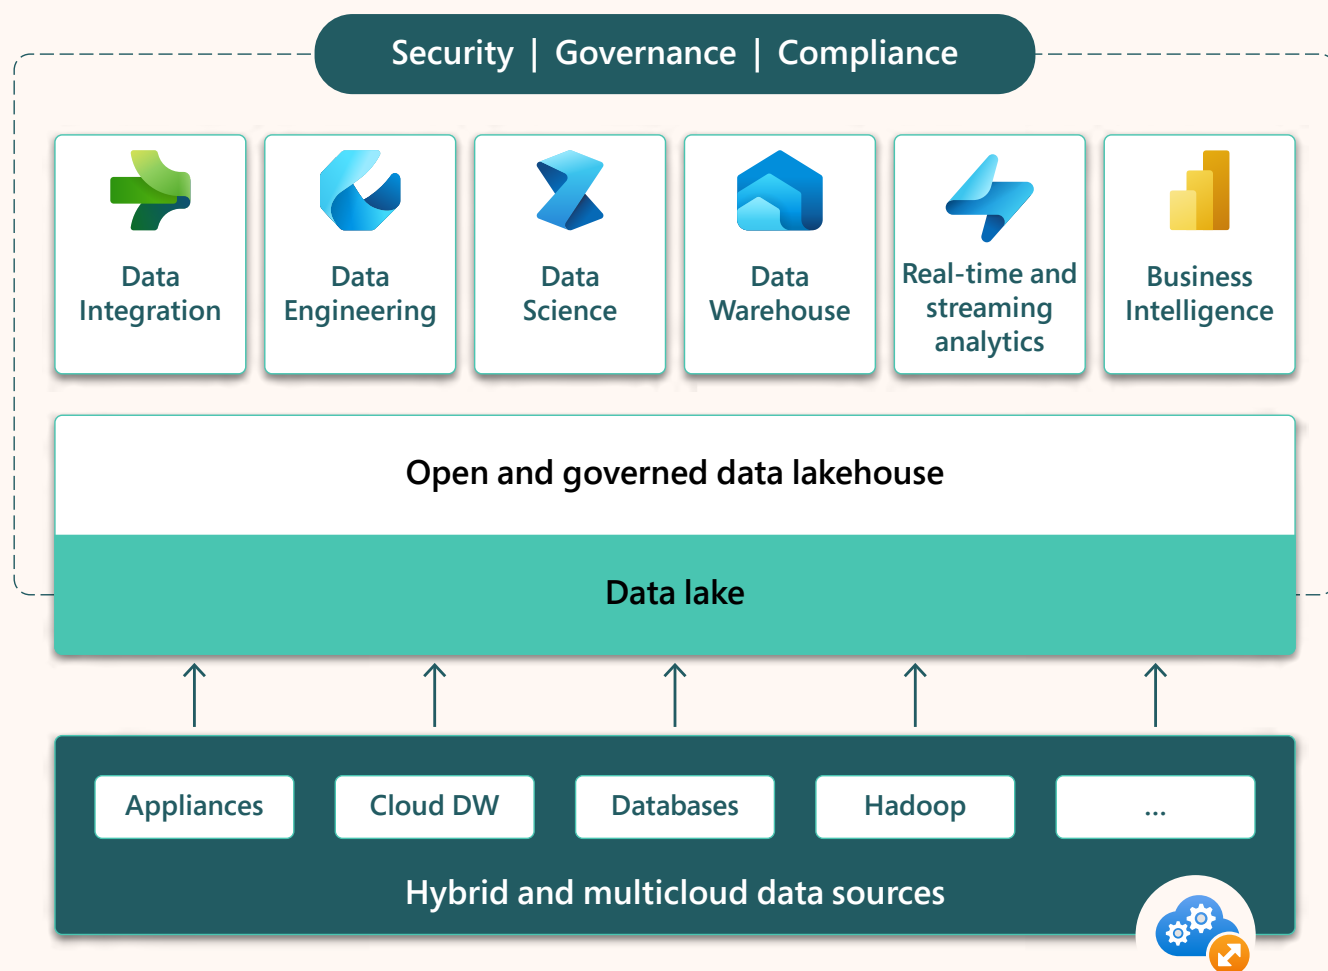 Security | Governance | Compliance
Data
Integration
Data
Engineering
Data
Science
Data
Warehouse
Real-time and
streaming
analytics
Business
Intelligence
Open and governed data lakehouse
Data lake
Appliances
Cloud DW
Databases
Hadoop
...
Hybrid and multicloud data sources